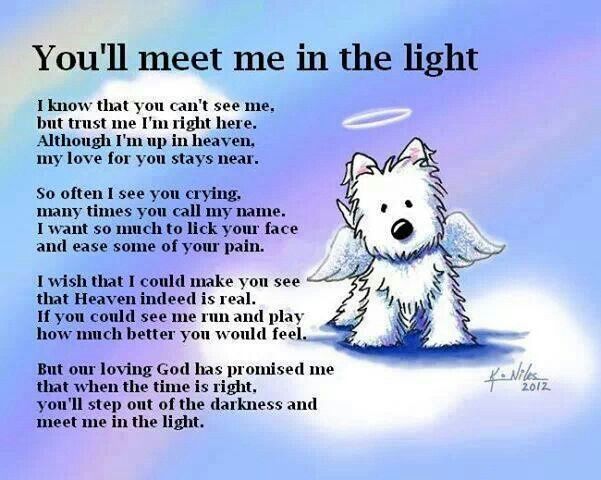 You'll meet me in the light
I know that you can't see me,
but trust me I'm right here.
Although I'm up in heaven,
my love for you stays near.
So often I see you crying,
many times you call my name.
I want so much to lick your face
and ease some of your pain.
I wish that I could make you see
that Heaven indeed is real.
If you could see me run and play
how much better you would feel.
But our loving God has promised me
that when the time is right,
you'll step out of the darkness and
meet me in the light.
K. Niles
2012